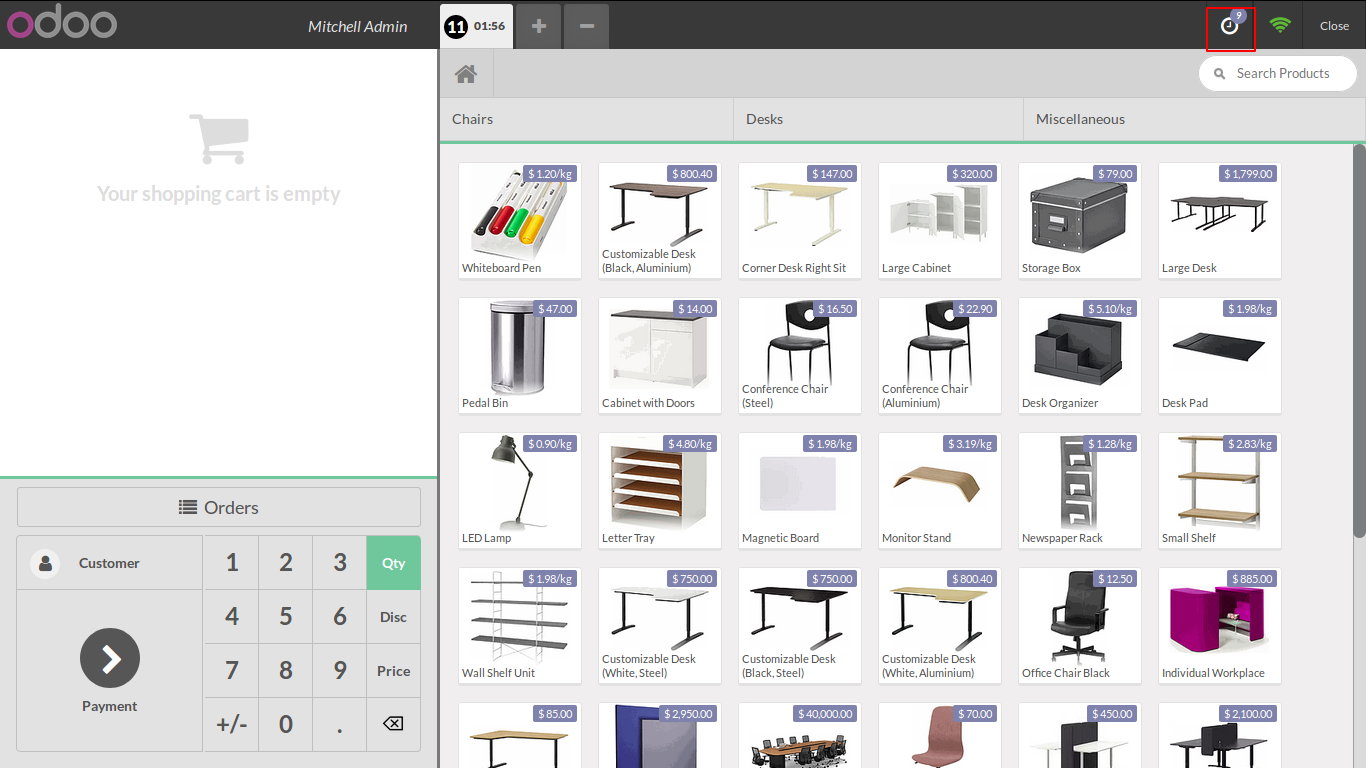 odoo
Mitchell Admin
11 01:56
9
Close
Search Products
Chairs
Desks
Miscellaneous
Your shopping cart is empty
$ 1.20/kg
Whiteboard Pen
$ 800.40
Customizable Desk
(Black, Aluminium)
$ 147.00
Corner Desk Right Sit
$ 320.00
Large Cabinet
$ 79.00
Storage Box
$ 1,799.00
Large Desk
$ 47.00
Pedal Bin
$ 14.00
Cabinet with Doors
$ 16.50
Conference Chair
(Steel)
$ 22.90
Conference Chair
(Aluminium)
$ 5.10/kg
Desk Organizer
$ 1.98/kg
Desk Pad
$ 0.90/kg
LED Lamp
$ 4.80/kg
Letter Tray
$ 1.98/kg
Magnetic Board
$ 3.19/kg
Monitor Stand
$ 1.28/kg
Newspaper Rack
$ 2.83/kg
Small Shelf
$ 1.98/kg
Wall Shelf Unit
$ 750.00
Customizable Desk
(White, Steel)
$ 750.00
Customizable Desk
(Black, Steel)
$ 800.40
Customizable Desk
(White, Aluminium)
$ 12.50
Office Chair Black
$ 885.00
Individual Workplace
$ 85.00
$ 2,950.00
$ 40,000.00
$ 70.00
$ 450.00
$ 2,100.00
Orders
Customer
Payment
1 2 3 Qty
4 5 6 Disc
7 8 9 Price
+/- 0 .